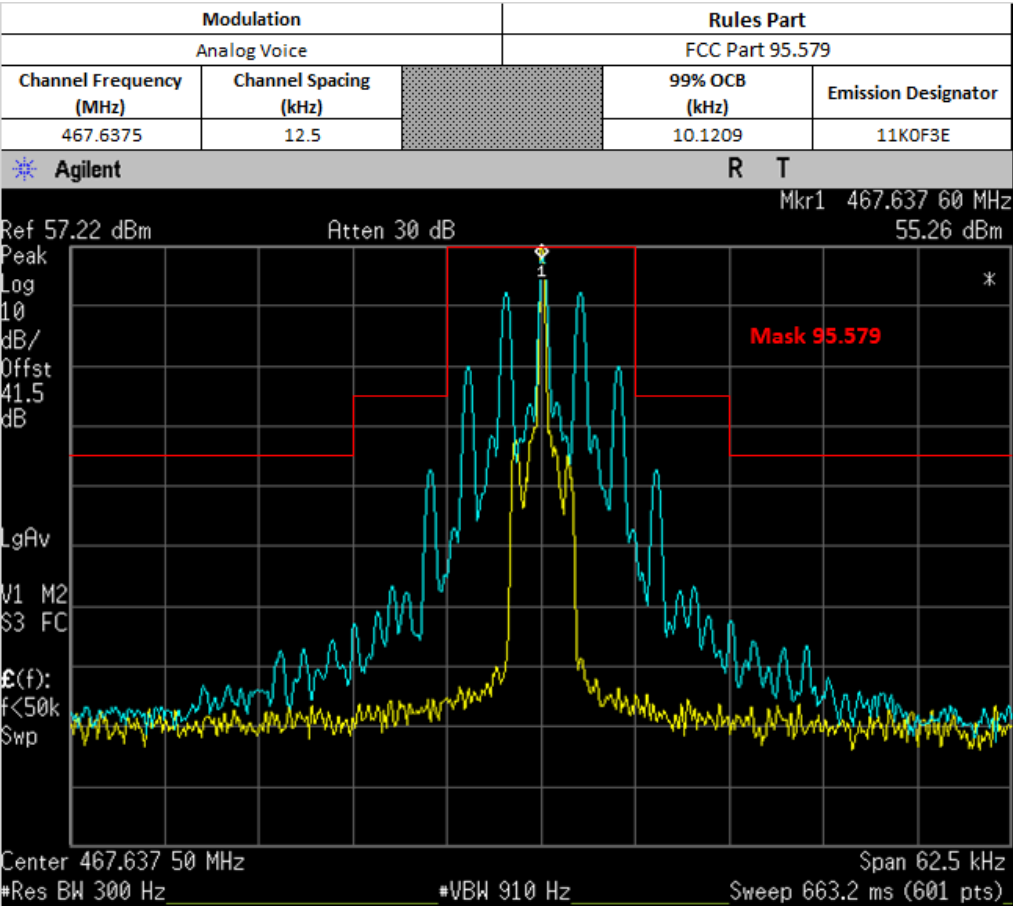 Modulation Rules Part
Analog Voice FCC Part 95.579
Channel Frequency (MHz) Channel Spacing (kHz) 99% OCB (kHz) Emission Designator
467.6375 12.5 10.1209 11K0F3E
Agilent R T
Mkr1 467.637 60 MHz
Ref 57.22 dBm Atten 30 dB 55.26 dBm
Peak
1
Log
*
10
dB/
Mask 95.579
Offst
41.5
dB
LgAv
V1 M2
S3 FC
£(f):
f<50k
Swp
Center 467.637 50 MHz Span 62.5 kHz
#Res BW 300 Hz #VBW 910 Hz Sweep 663.2 ms (601 pts)